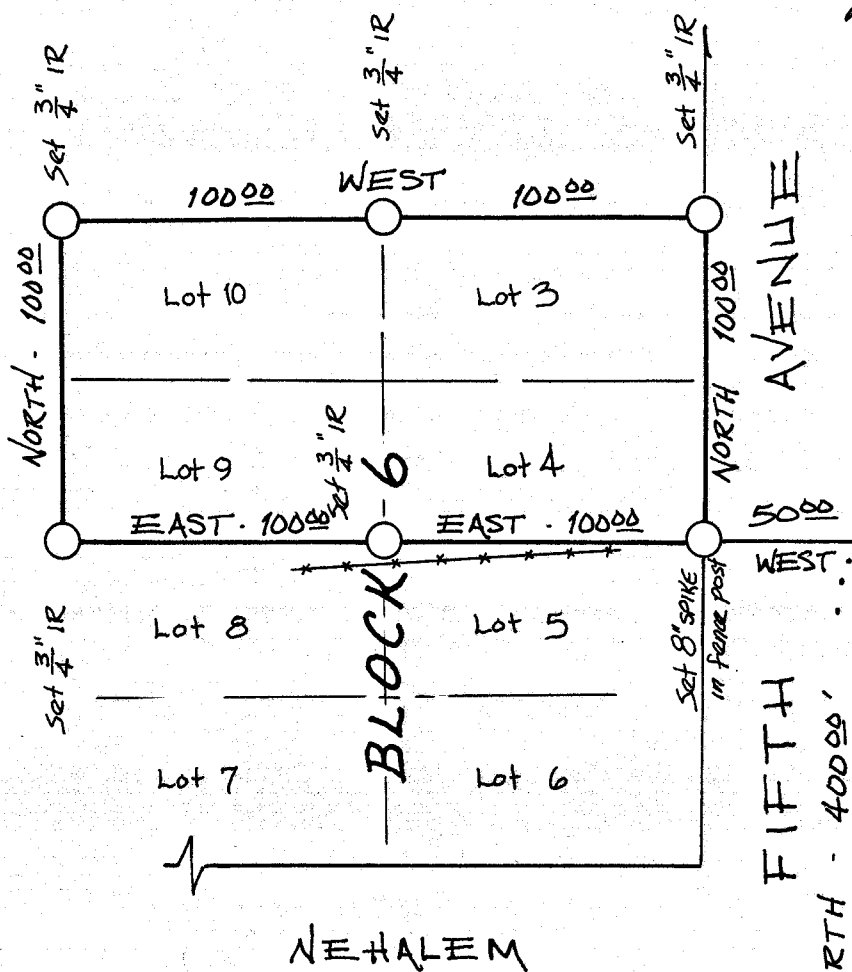 Set 3/4" IR
Set 3/4" IR
Set 3/4" IR
100 00
WEST
100 00
NORTH · 100 00
Lot 10
Lot 3
NORTH 100 00
AVENUE
Lot 9
Set 3/4" IR
Lot 4
EAST · 100 00
EAST · 100 00
50 00
WEST ·
BLOCK 6
Set 3/4" IR
Lot 8
Lot 5
Set 8" SPIKE
in fence post
Lot 7
Lot 6
FIFTH
RTH - 400 00'
NEHALEM